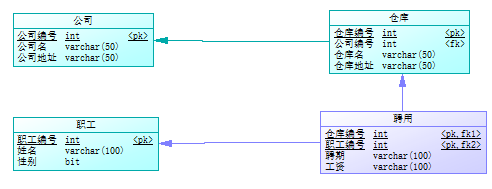 公司
公司编号 int <pk>
公司名 varchar(50)
公司地址 varchar(50)
仓库
仓库编号 int <pk>
公司编号 int <fk>
仓库名 varchar(50)
仓库地址 varchar(50)
职工
职工编号 int <pk>
姓名 varchar(100)
性别 bit
聘用
仓库编号 int <pk,fk1>
职工编号 int <pk,fk2>
聘期 varchar(100)
工资 varchar(100)